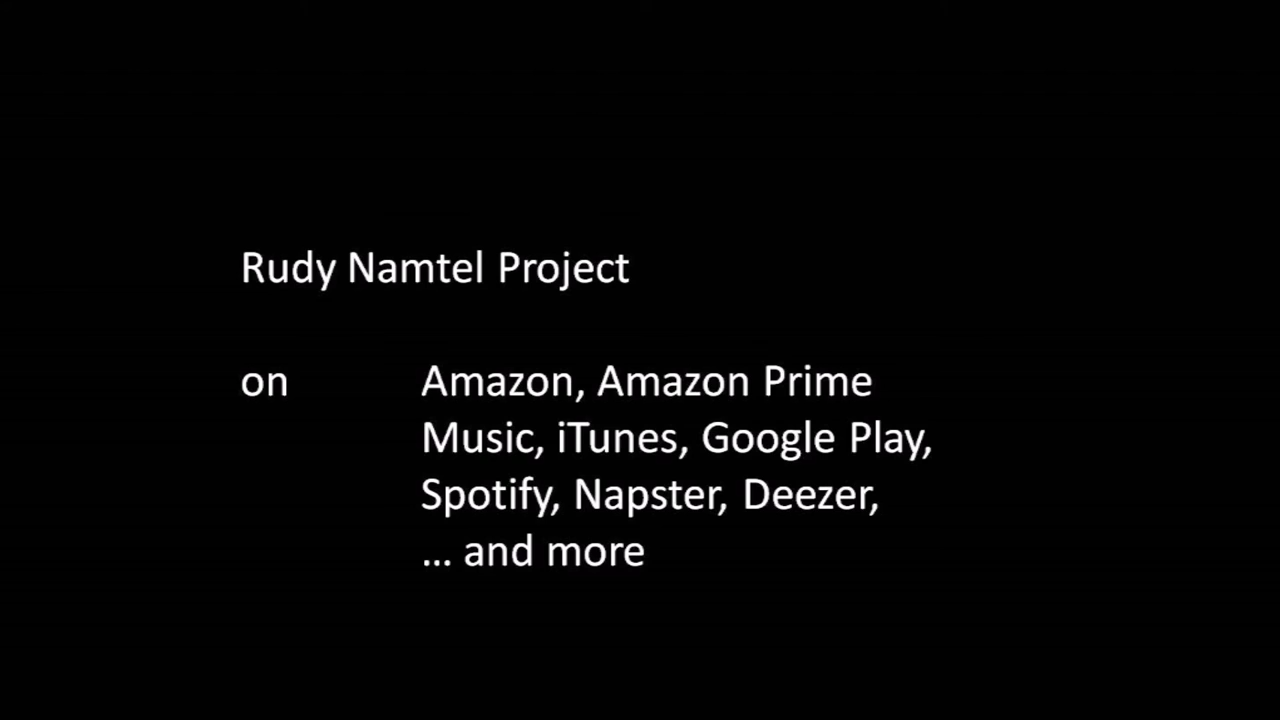 Rudy Namtel Project
on Amazon, Amazon Prime
Music, iTunes, Google Play,
Spotify, Napster, Deezer,
... and more